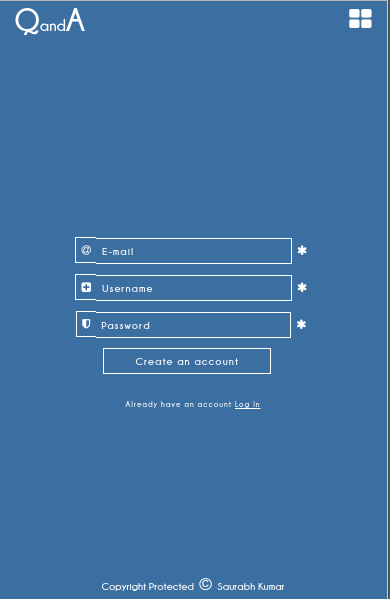 QandA
@ E-mail *
Username *
Password *
Create an account
Already have an account Log In
Copyright Protected © Saurabh Kumar